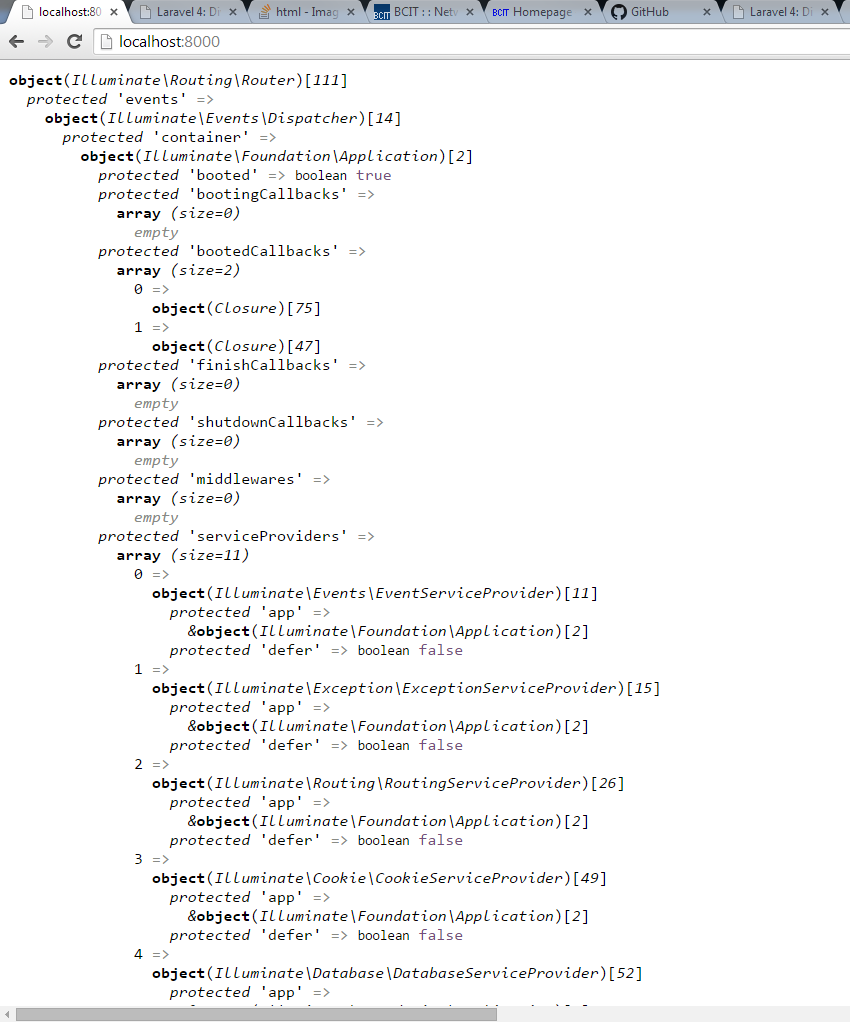 localhost:80
Laravel 4: Di
html - Imag
BCIT
BCIT : : Netv
BCIT Homepage
GitHub
Laravel 4: Di
localhost:8000
object(Illuminate\Routing\Router)[111]
protected 'events' =>
object(Illuminate\Events\Dispatcher)[14]
protected 'container' =>
object(Illuminate\Foundation\Application)[2]
protected 'booted' => boolean true
protected 'bootingCallbacks' =>
array (size=0)
empty
protected 'bootedCallbacks' =>
array (size=2)
0 =>
object(Closure)[75]
1 =>
object(Closure)[47]
protected 'finishCallbacks' =>
array (size=0)
empty
protected 'shutdownCallbacks' =>
array (size=0)
empty
protected 'middlewares' =>
array (size=0)
empty
protected 'serviceProviders' =>
array (size=11)
0 =>
object(Illuminate\Events\EventServiceProvider)[11]
protected 'app' =>
&object(Illuminate\Foundation\Application)[2]
protected 'defer' => boolean false
1 =>
object(Illuminate\Exception\ExceptionServiceProvider)[15]
protected 'app' =>
&object(Illuminate\Foundation\Application)[2]
protected 'defer' => boolean false
2 =>
object(Illuminate\Routing\RoutingServiceProvider)[26]
protected 'app' =>
&object(Illuminate\Foundation\Application)[2]
protected 'defer' => boolean false
3 =>
object(Illuminate\Cookie\CookieServiceProvider)[49]
protected 'app' =>
&object(Illuminate\Foundation\Application)[2]
protected 'defer' => boolean false
4 =>
object(Illuminate\Database\DatabaseServiceProvider)[52]
protected 'app' =>